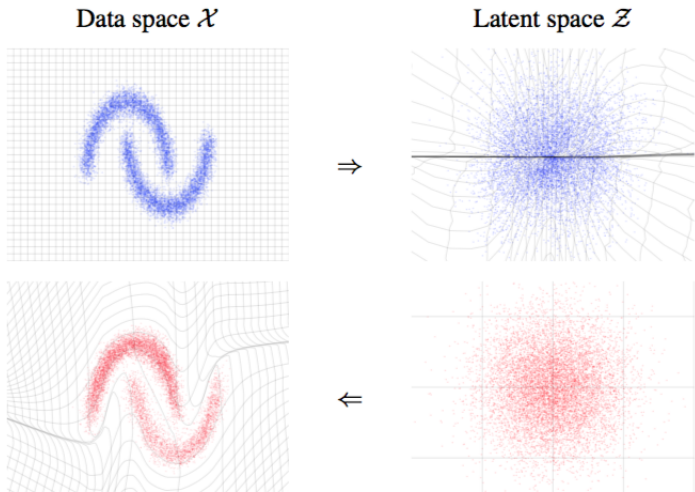 Data space 𝒳
Latent space 𝒵
⇒
⇐